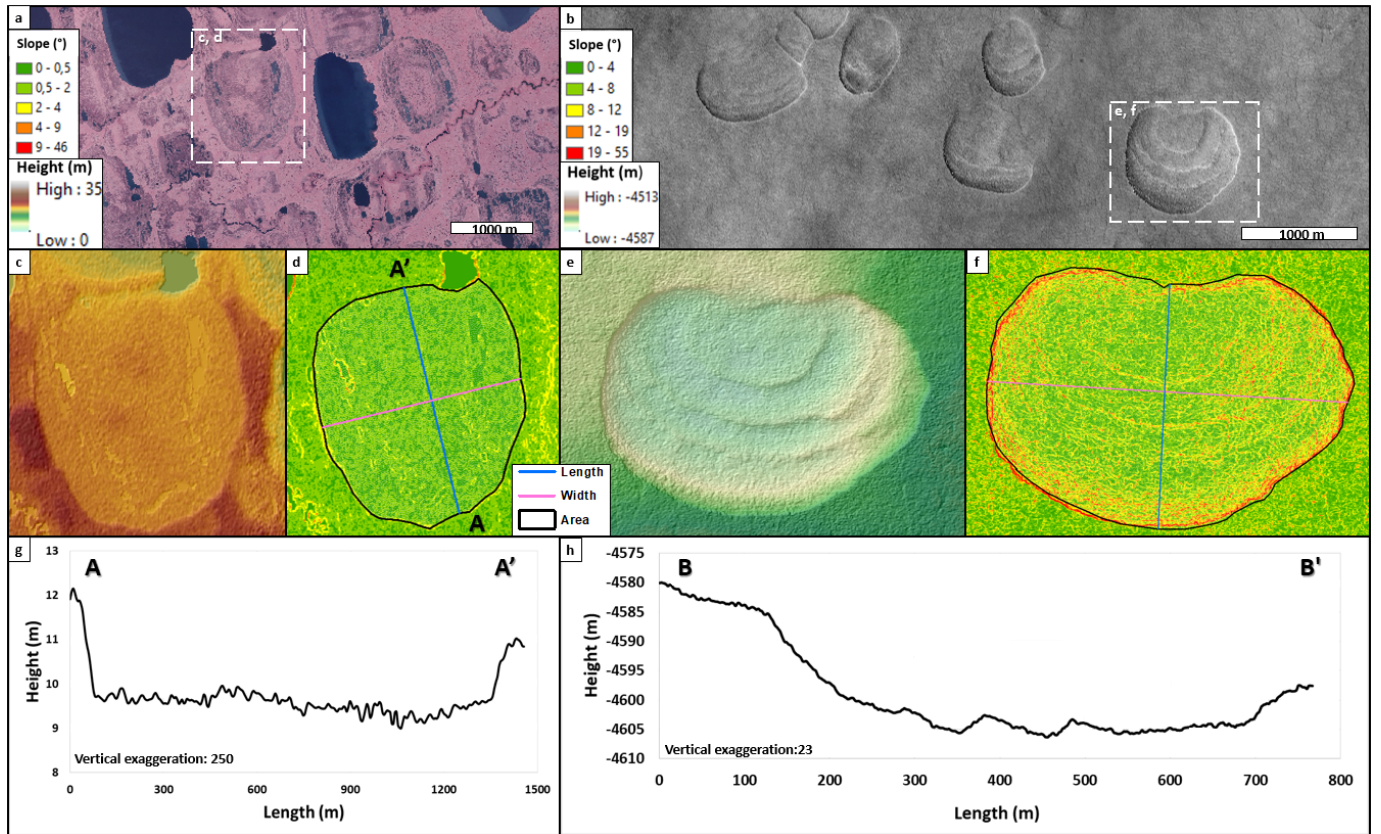 a
c, d
Slope (°)
0 - 0,5
0,5 - 2
2 - 4
4 - 9
9 - 46
Height (m)
High : 35
Low : 0
1000 m
b
Slope (°)
0 - 4
4 - 8
8 - 12
12 - 19
19 - 55
Height (m)
High : -4513
Low : -4587
e, f
1000 m
c
d
A'
A
e
f
Length
Width
Area
g
A
A'
13
12
11
10
9
8
Height (m)
Vertical exaggeration: 250
0
300
600
900
1200
1500
Length (m)
h
B
B'
-4575
-4580
-4585
-4590
-4595
-4600
-4605
-4610
Height (m)
Vertical exaggeration:23
0
100
200
300
400
500
600
700
800
Length (m)